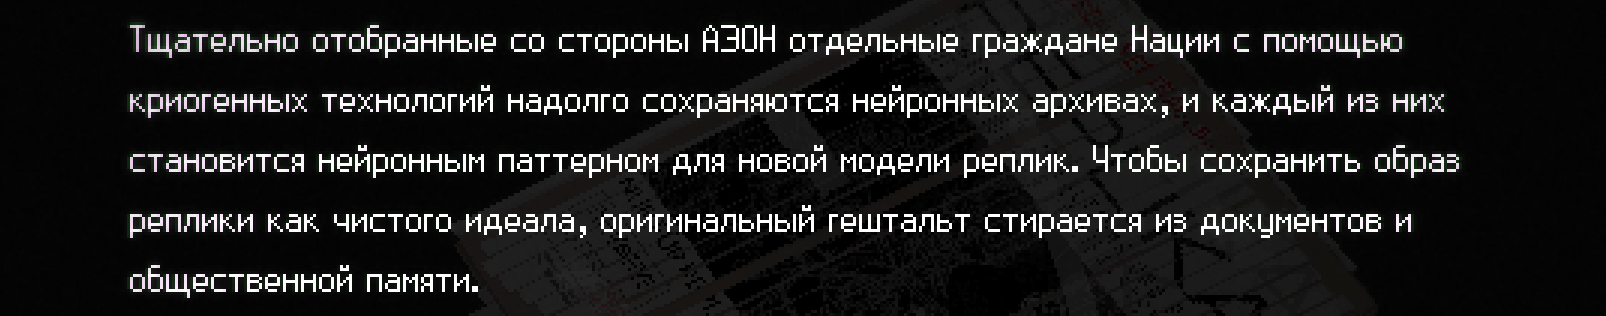 Тщательно отобранные со стороны АЗОН отдельные граждане Нации с помощью
криогенных технологий надолго сохраняются нейронных архивах, и каждый из них
становится нейронным паттерном для новой модели реплик. Чтобы сохранить образ
реплики как чистого идеала, оригинальный гештальт стирается из документов и
общественной памяти.